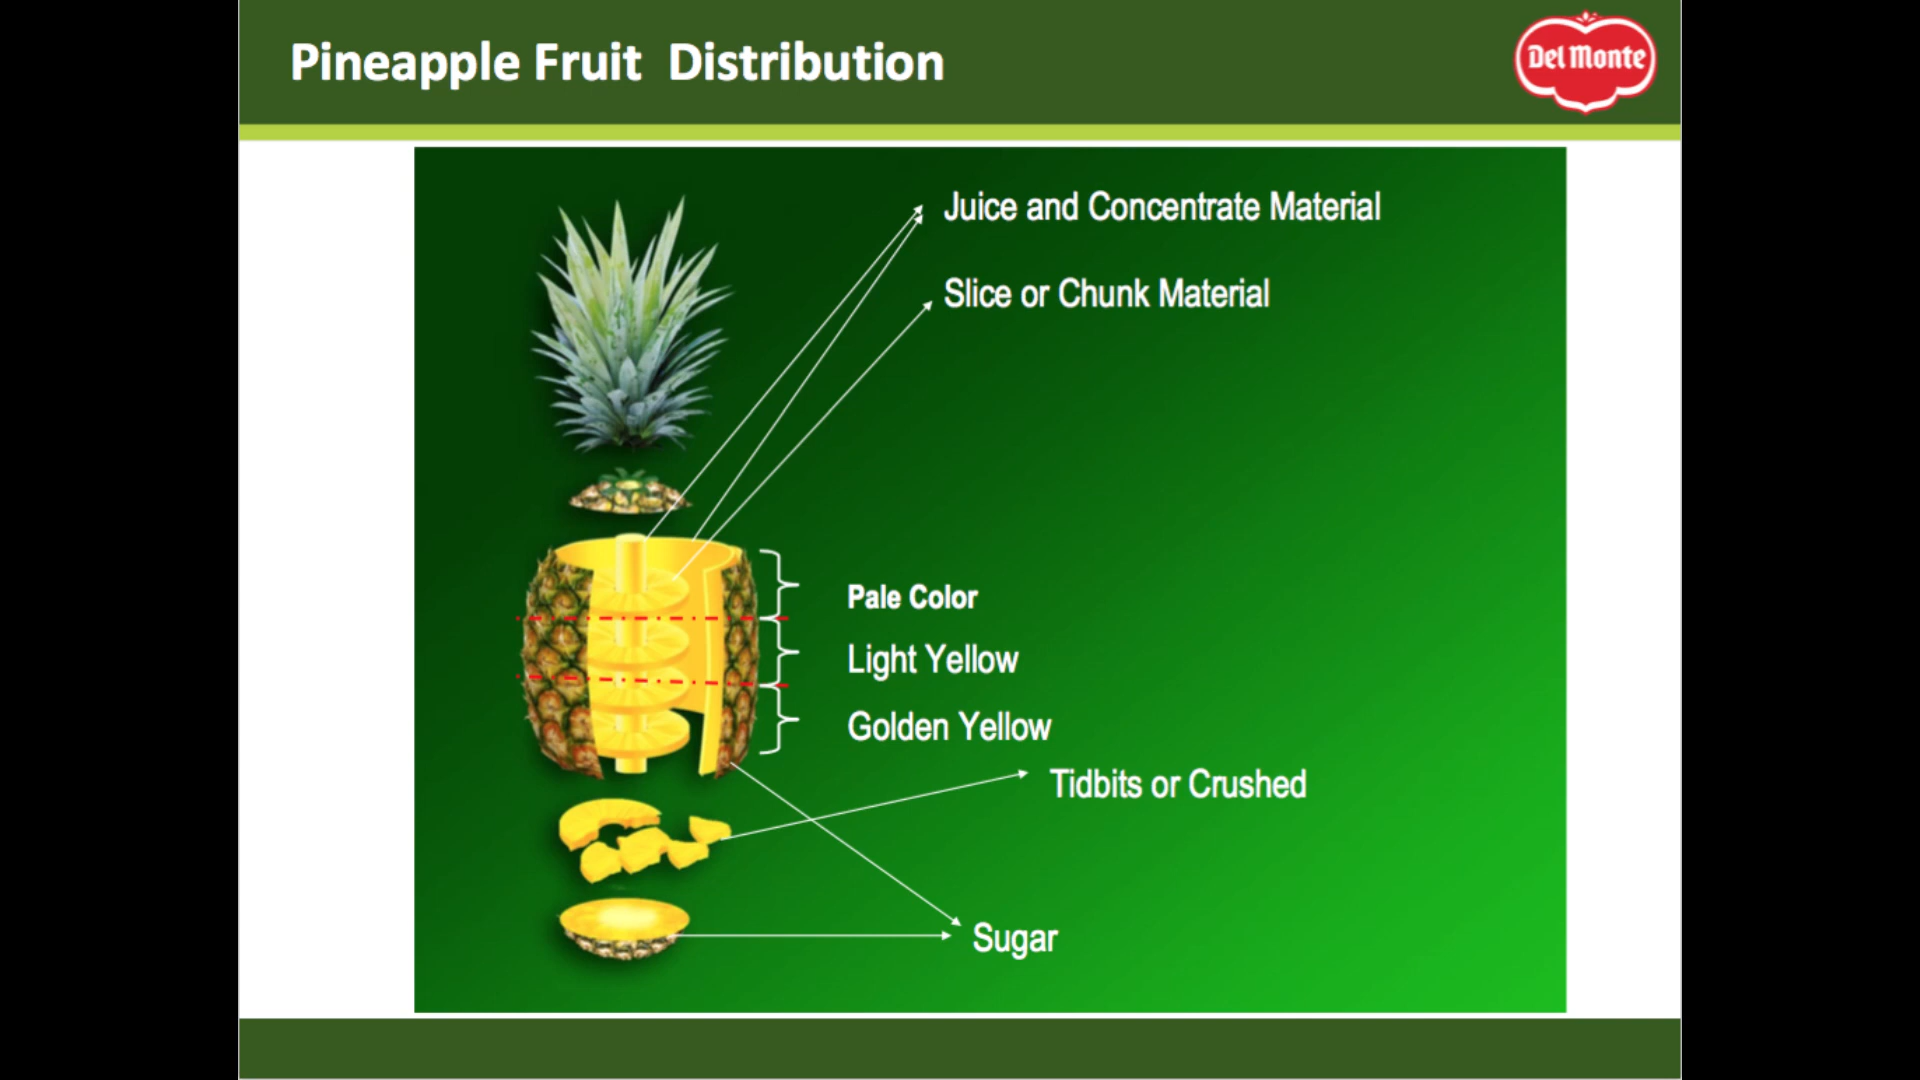 Pineapple Fruit Distribution
Del Monte
Juice and Concentrate Material
Slice or Chunk Material
Pale Color
Light Yellow
Golden Yellow
Tidbits or Crushed
Sugar